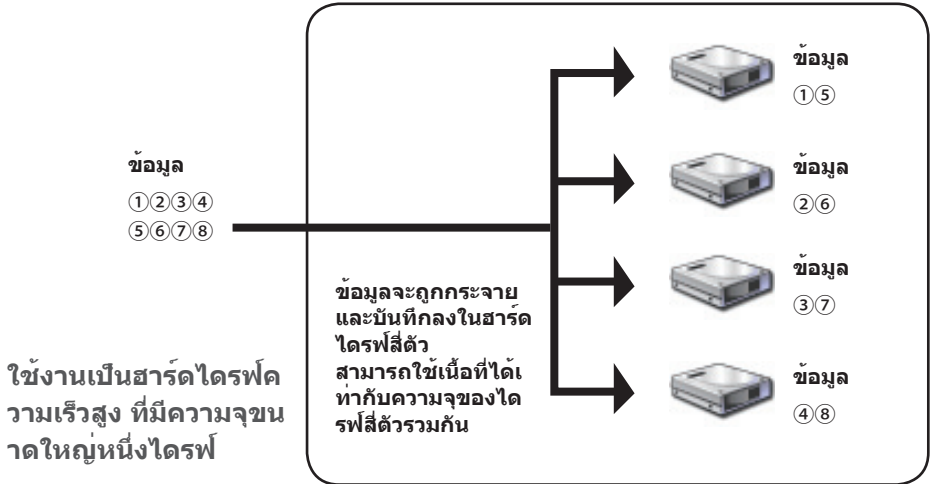 ข้อมูล
①②③④
⑤⑥⑦⑧
ใช้งานเป็นฮาร์ดไดรฟ์ค
วามเร็วสูง ที่มีความจุขน
าดใหญ่หนึ่งไดรฟ์
ข้อมูลจะถูกกระจาย
และบันทึกลงในฮาร์ด
ไดรฟ์สี่ตัว
สามารถใช้เนื้อที่ได้เ
ท่ากับความจุของได
รฟ์สี่ตัวรวมกัน
ข้อมูล
①⑤
ข้อมูล
②⑥
ข้อมูล
③⑦
ข้อมูล
④⑧